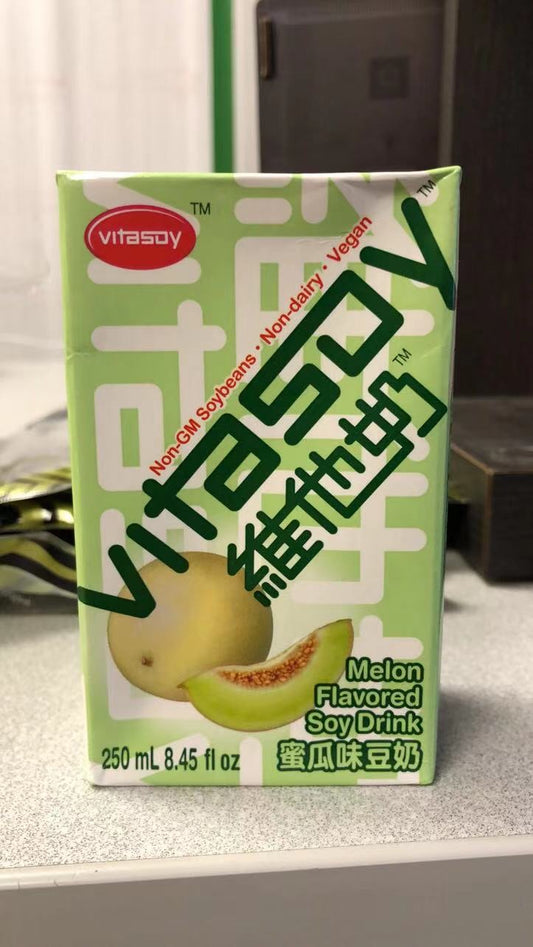 vitasoy
TM
Non-GM Soybeans • Non-dairy • Vegan
vitasoy
TM
維他奶
TM
Melon
Flavored
Soy Drink
蜜瓜味豆奶
250 mL 8.45 fl oz